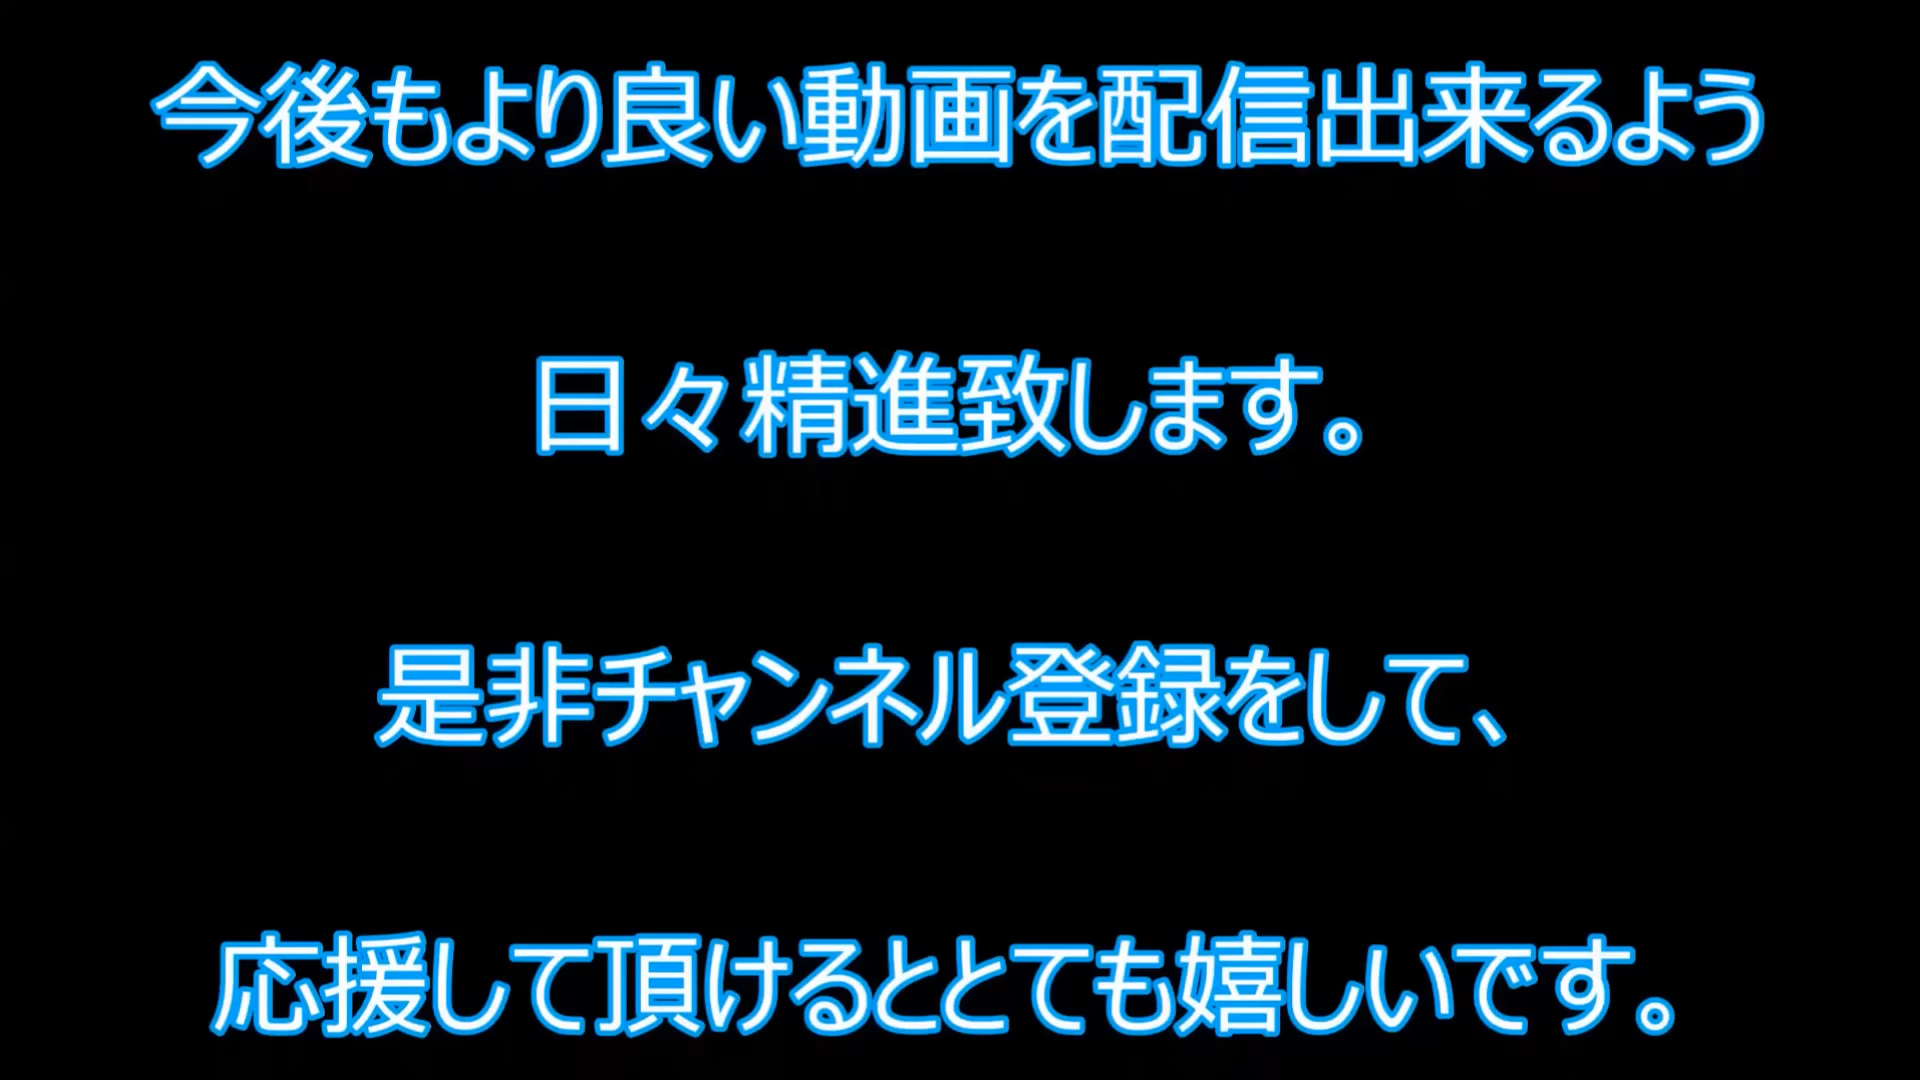 今後もより良い動画を配信出来るよう
日々精進致します。
是非チャンネル登録をして、
応援して頂けるととても嬉しいです。